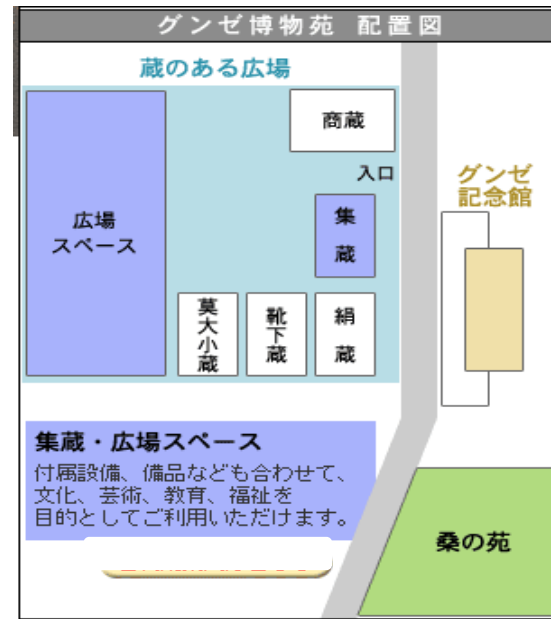 グンゼ博物苑 配置図
蔵のある広場
商蔵
入口
グンゼ
記念館
広場
スペース
集
蔵
莫大小蔵
靴下蔵
絹
蔵
集蔵・広場スペース
付属設備、備品なども合わせて、
文化、芸術、教育、福祉を
目的としてご利用いただけます。
桑の苑